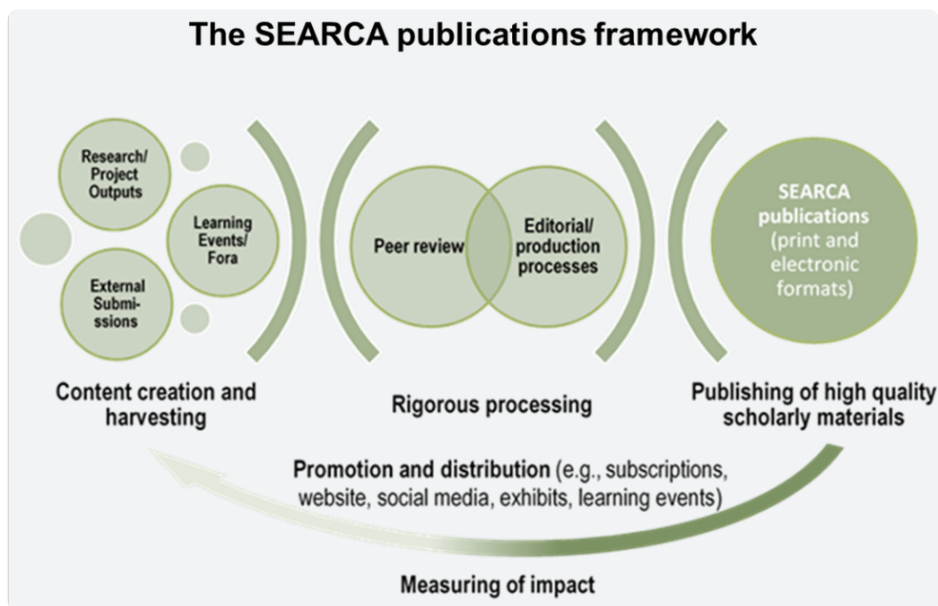 The SEARCA publications framework
Research/
Project
Outputs
Learning
Events/
Fora
External
Submi-
ssions
Peer review
Editorial/
production
processes
SEARCA
publications
(print and
electronic
formats)
Content creation and
harvesting
Rigorous processing
Publishing of high quality
scholarly materials
Promotion and distribution (e.g., subscriptions,
website, social media, exhibits, learning events)
Measuring of impact